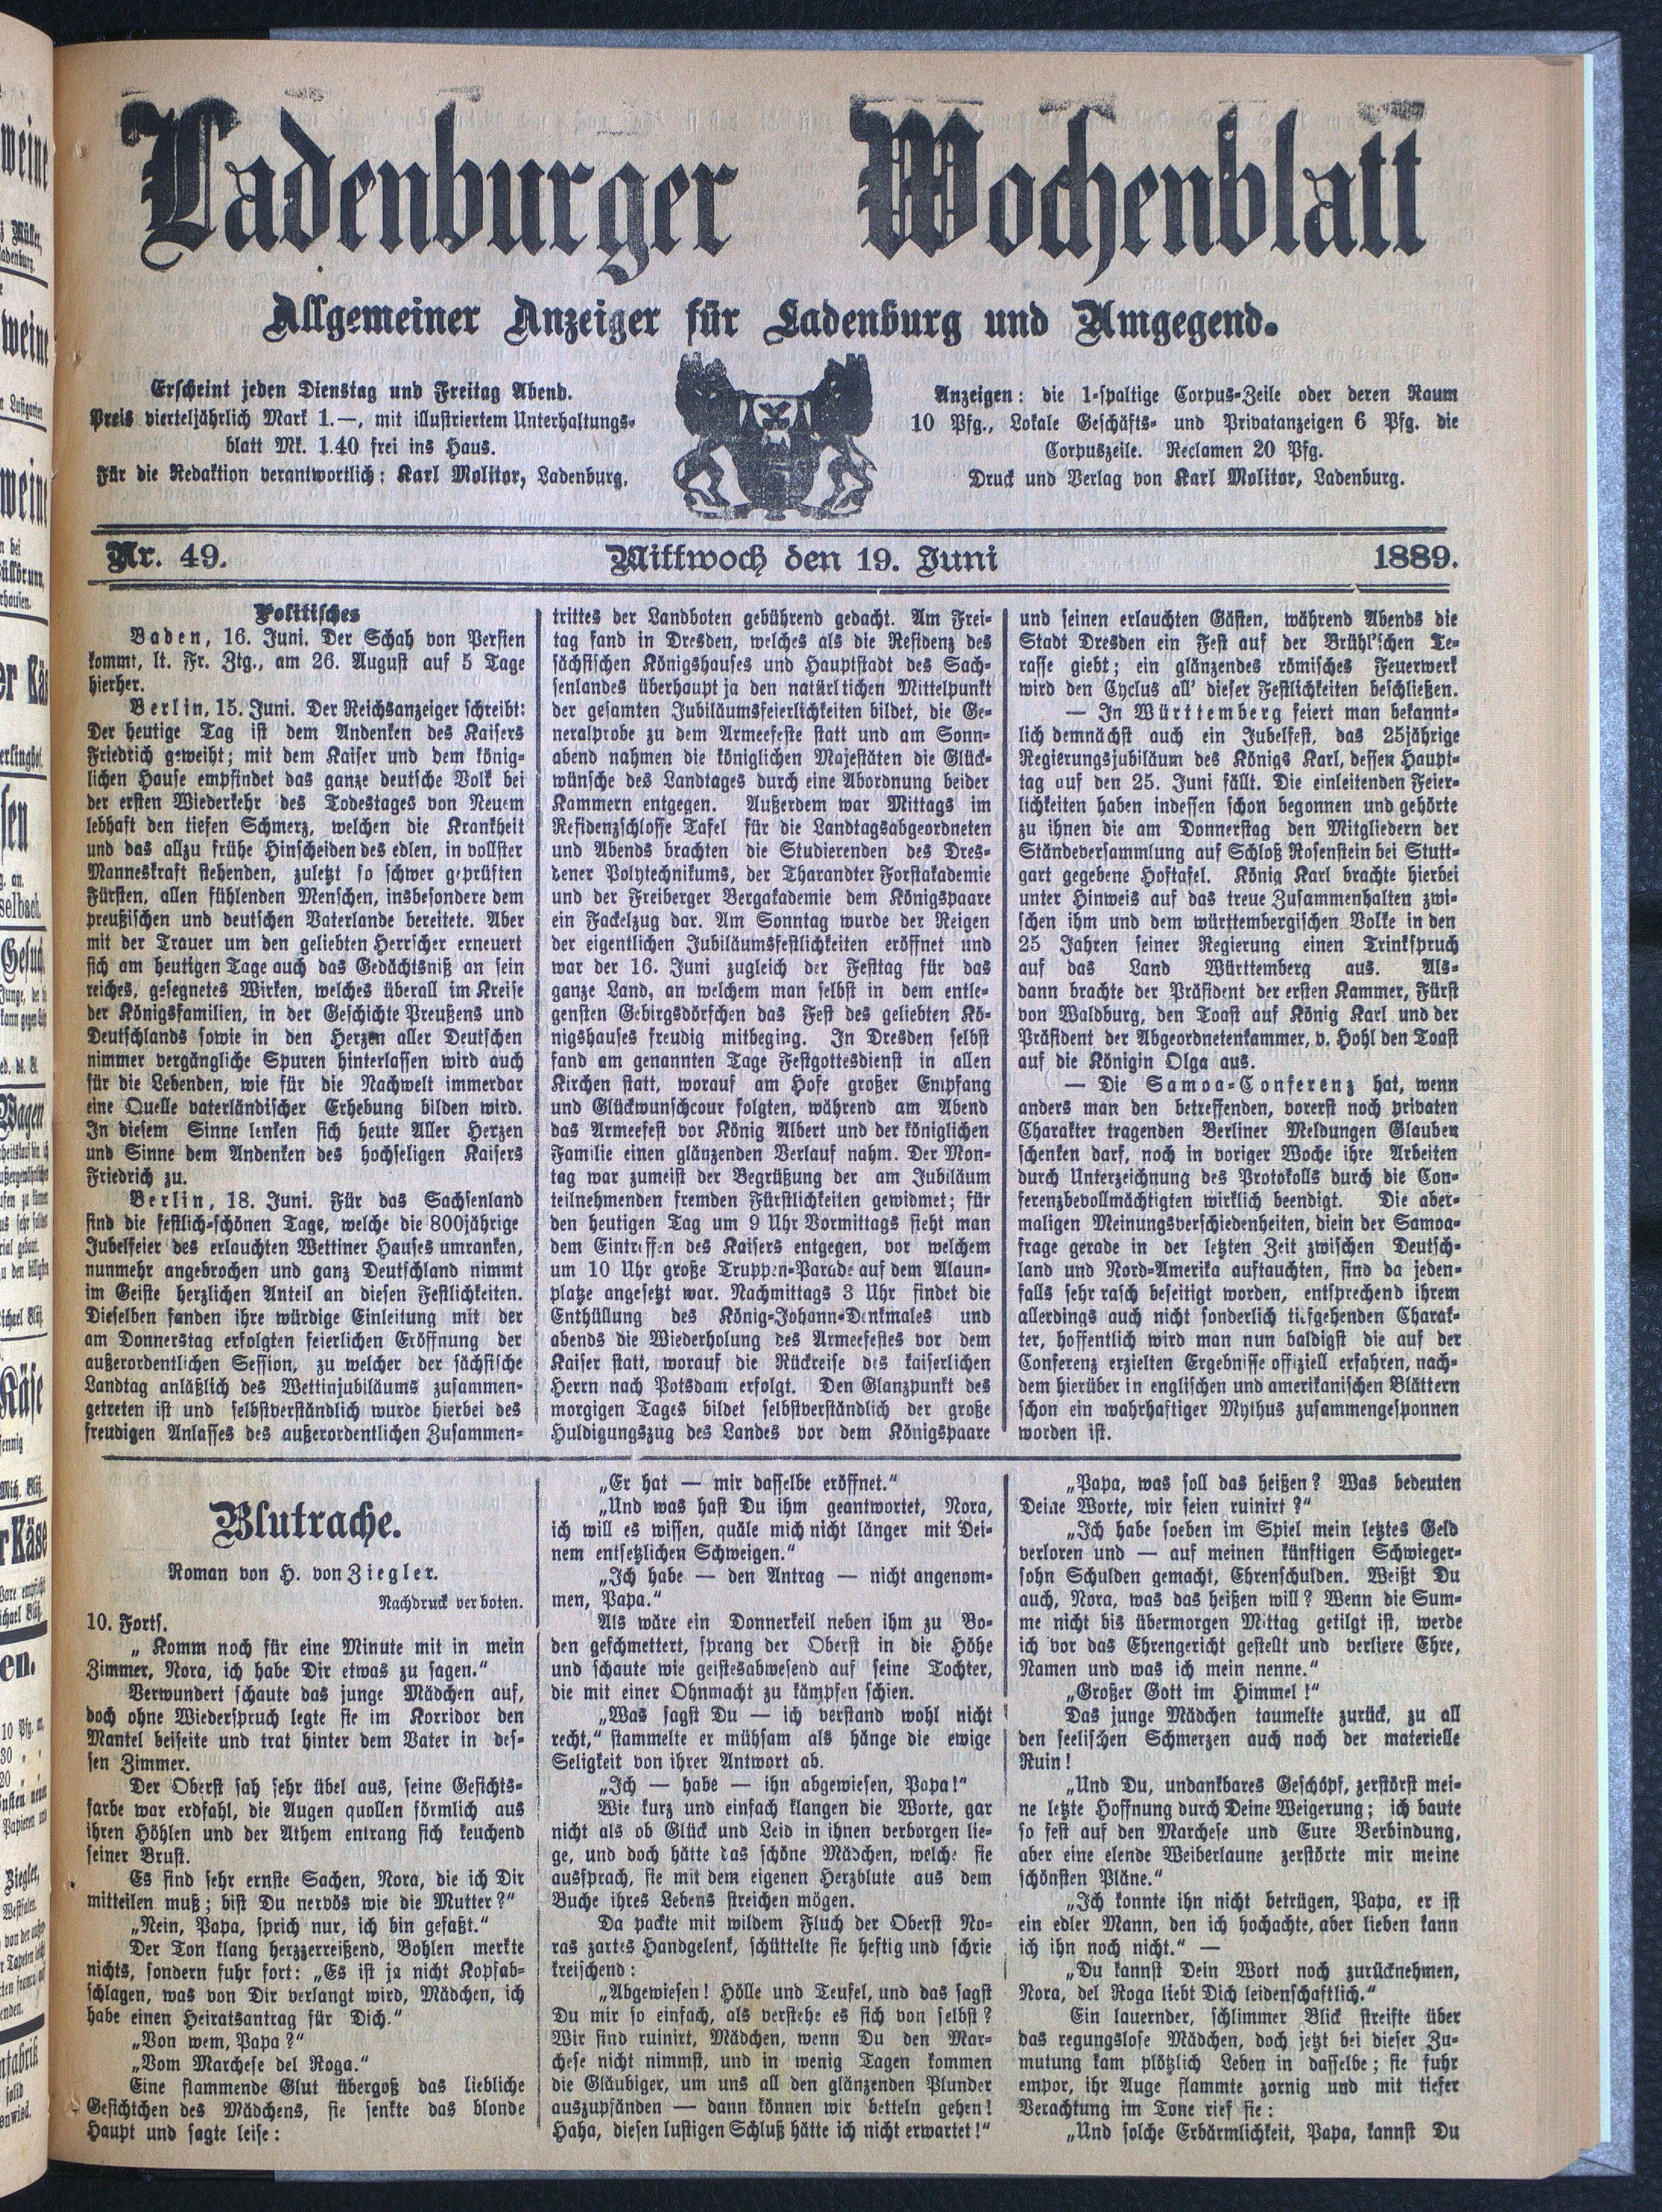 Ladenburger Wochenblatt
Allgemeiner Anzeiger für Ladenburg und Umgegend.
Erscheint jeden Dienstag und Freitag Abend.
Preis vierteljährlich Mark 1.—, mit illustriertem Unterhaltungs-
blatt Mk. 1.40 frei ins Haus.
Für die Redaktion verantwortlich: Karl Molitor, Ladenburg.
Anzeigen: die 1-spaltige Corpus-Zeile oder deren Raum
10 Pfg., Lokale Geschäfts- und Privatanzeigen 6 Pfg. die
Corpuszeile. Reclamen 20 Pfg.
Druck und Verlag von Karl Molitor, Ladenburg.
Nr. 49. Mittwoch den 19. Juni 1889.
Politisches
Baden, 16. Juni. Der Schah von Persien
kommt, lt. Fr. Ztg., am 26. August auf 5 Tage
hierher.
Berlin, 15. Juni. Der Reichsanzeiger schreibt:
Der heutige Tag ist dem Andenken des Kaisers
Friedrich geweiht; mit dem Kaiser und dem könig-
lichen Hause empfindet das ganze deutsche Volk bei
der ersten Wiederkehr des Todestages von Neuem
lebhaft den tiefen Schmerz, welchen die Krankheit
und das allzu frühe Hinscheiden des edlen, in vollster
Manneskraft stehenden, zuletzt so schwer geprüften
Fürsten, allen fühlenden Menschen, insbesondere dem
preußischen und deutschen Vaterlande bereitete. Aber
mit der Trauer um den geliebten Herrscher erneuert
sich am heutigen Tage auch das Gedächtsniß an sein
reiches, gesegnetes Wirken, welches überall im Kreise
der Königsfamilien, in der Geschichte Preußens und
Deutschlands sowie in den Herzen aller Deutschen
nimmer vergängliche Spuren hinterlassen wird auch
für die Lebenden, wie für die Nachwelt immerdar
eine Quelle vaterländischer Erhebung bilden wird.
In diesem Sinne lenken sich heute Aller Herzen
und Sinne dem Andenken des hochseligen Kaisers
Friedrich zu.
Berlin, 18. Juni. Für das Sachsenland
sind die festlich-schönen Tage, welche die 800jährige
Jubelfeier des erlauchten Wettiner Hauses umranken,
nunmehr angebrochen und ganz Deutschland nimmt
im Geiste herzlichen Anteil an diesen Festlichkeiten.
Dieselben fanden ihre würdige Einleitung mit der
am Donnerstag erfolgten feierlichen Eröffnung der
außerordentlichen Session, zu welcher der sächsische
Landtag anläßlich des Wettinjubiläums zusammen-
getreten ist und selbstverständlich wurde hierbei des
freudigen Anlasses des außerordentlichen Zusammen-
trittes der Landboten gebührend gedacht. Am Frei-
tag fand in Dresden, welches als die Residenz des
sächsischen Königshauses und Hauptstadt des Sach-
senlandes überhaupt ja den natürltichen Mittelpunkt
der gesamten Jubiläumsfeierlichkeiten bildet, die Ge-
neralprobe zu dem Armeefeste statt und am Sonn-
abend nahmen die königlichen Majestäten die Glück-
wünsche des Landtages durch eine Abordnung beider
Kammern entgegen. Außerdem war Mittags im
Residenzschlosse Tafel für die Landtagsabgeordneten
und Abends brachten die Studierenden des Dres-
dener Polytechnikums, der Tharandter Forstakademie
und der Freiberger Bergakademie dem Königspaare
ein Fackelzug dar. Am Sonntag wurde der Reigen
der eigentlichen Jubiläumsfestlichkeiten eröffnet und
war der 16. Juni zugleich der Festtag für das
ganze Land, an welchem man selbst in dem entle-
gensten Gebirgsdörfchen das Fest des geliebten Kö-
nigshauses freudig mitbeging. In Dresden selbst
fand am genannten Tage Festgottesdienst in allen
Kirchen statt, worauf am Hofe großer Empfang
und Glückwunschcour folgten, während am Abend
das Armeefest vor König Albert und der königlichen
Familie einen glänzenden Verlauf nahm. Der Mon-
tag war zumeist der Begrüßung der am Jubiläum
teilnehmenden fremden Fürstlichkeiten gewidmet; für
den heutigen Tag um 9 Uhr Vormittags sieht man
dem Eintreffen des Kaisers entgegen, vor welchem
um 10 Uhr große Truppen-Parade auf dem Alaun-
platze angesetzt war. Nachmittags 3 Uhr findet die
Enthüllung des König-Johann-Denkmales und
abends die Wiederholung des Armeefestes vor dem
Kaiser statt, worauf die Rückreise des kaiserlichen
Herrn nach Potsdam erfolgt. Den Glanzpunkt des
morgigen Tages bildet selbstverständlich der große
Huldigungszug des Landes vor dem Königspaare
und seinen erlauchten Gästen, während Abends die
Stadt Dresden ein Fest auf der Brühl'schen Te-
rasse giebt; ein glänzendes römisches Feuerwerk
wird den Cyclus all' dieser Festlichkeiten beschließen.
— In Württemberg feiert man bekannt-
lich demnächst auch ein Jubelfest, das 25jährige
Regierungsjubiläum des Königs Karl, dessen Haupt-
tag auf den 25. Juni fällt. Die einleitenden Feier-
lichkeiten haben indessen schon begonnen und gehörte
zu ihnen die am Donnerstag den Mitgliedern der
Ständeversammlung auf Schloß Rosenstein bei Stutt-
gart gegebene Hoftafel. König Karl brachte hierbei
unter Hinweis auf das treue Zusammenhalten zwi-
schen ihm und dem württembergischen Volke in den
25 Jahren seiner Regierung einen Trinkspruch
auf das Land Württemberg aus. Als-
dann brachte der Präsident der ersten Kammer, Fürst
von Waldburg, den Toast auf König Karl und der
Präsident der Abgeordnetenkammer, v. Hohl den Toast
auf die Königin Olga aus.
— Die Samoa-Conferenz hat, wenn
anders man den betreffenden, vorerst noch privaten
Charakter tragenden Berliner Meldungen Glauben
schenken darf, noch in voriger Woche ihre Arbeiten
durch Unterzeichnung des Protokolls durch die Con-
ferenzbevollmächtigten wirklich beendigt. Die aber-
maligen Meinungsverschiedenheiten, diein der Samoa-
frage gerade in der letzten Zeit zwischen Deutsch-
land und Nord-Amerika auftauchten, sind da jeden-
falls sehr rasch beseitigt worden, entsprechend ihrem
allerdings auch nicht sonderlich tiefgehenden Charak-
ter, hoffentlich wird man nun baldigst die auf der
Conferenz erzielten Ergebnisse offiziell erfahren, nach-
dem hierüber in englischen und amerikanischen Blättern
schon ein wahrhaftiger Mythus zusammengesponnen
worden ist.
Blutrache.
Roman von H. von Ziegler.
Nachdruck verboten.
10. Forts.
„Komm noch für eine Minute mit in mein
Zimmer, Nora, ich habe Dir etwas zu sagen.“
Verwundert schaute das junge Mädchen auf,
doch ohne Wiederspruch legte sie im Korridor den
Mantel beiseite und trat hinter dem Vater in des-
sen Zimmer.
Der Oberst sah sehr übel aus, seine Gesichts-
farbe war erdfahl, die Augen quollen förmlich aus
ihren Höhlen und der Athem entrang sich keuchend
seiner Brust.
Es sind sehr ernste Sachen, Nora, die ich Dir
mitteilen muß; bist Du nervös wie die Mutter?“
„Nein, Papa, sprich nur, ich bin gefaßt.“
Der Ton klang herzzerreißend, Bohlen merkte
nichts, sondern fuhr fort: „Es ist ja nicht Kopfab-
schlagen, was von Dir verlangt wird, Mädchen, ich
habe einen Heiratsantrag für Dich.“
„Von wem, Papa?“
„Vom Marchese del Roga.“
Eine flammende Glut übergoß das liebliche
Gesichtchen des Mädchens, sie senkte das blonde
Haupt und sagte leise:
„Er hat — mir dasselbe eröffnet.“
„Und was hast Du ihm geantwortet, Nora,
ich will es wissen, quäle mich nicht länger mit Dei-
nem entsetzlichen Schweigen.“
„Ich habe — den Antrag — nicht angenom-
men, Papa.“
Als wäre ein Donnerkeil neben ihm zu Bo-
den geschmettert, sprang der Oberst in die Höhe
und schaute wie geistesabwesend auf seine Tochter,
die mit einer Ohnmacht zu kämpfen schien.
„Was sagst Du — ich verstand wohl nicht
recht,“ stammelte er mühsam als hänge die ewige
Seligkeit von ihrer Antwort ab.
„Ich — habe — ihn abgewiesen, Papa!“
Wie kurz und einfach klangen die Worte, gar
nicht als ob Glück und Leid in ihnen verborgen lie-
ge, und doch hätte das schöne Mädchen, welche sie
aussprach, sie mit dem eigenen Herzblute aus dem
Buche ihres Lebens streichen mögen.
Da packte mit wildem Fluch der Oberst No-
ras zartes Handgelenk, schüttelte sie heftig und schrie
kreischend:
„Abgewiesen! Hölle und Teufel, und das sagst
Du mir so einfach, als verstehe es sich von selbst?
Wir sind ruinirt, Mädchen, wenn Du den Mar-
chese nicht nimmst, und in wenig Tagen kommen
die Gläubiger, um uns all den glänzenden Plunder
auszupfänden — dann können wir betteln gehen!
Haha, diesen lustigen Schluß hätte ich nicht erwartet!“
„Papa, was soll das heißen? Was bedeuten
Deine Worte, wir seien ruinirt?“
„Ich habe soeben im Spiel mein letztes Geld
verloren und — auf meinen künftigen Schwieger-
sohn Schulden gemacht, Ehrenschulden. Weißt Du
auch, Nora, was das heißen will? Wenn die Sum-
me nicht bis übermorgen Mittag getilgt ist, werde
ich vor das Ehrengericht gestellt und verliere Ehre,
Namen und was ich mein nenne.“
„Großer Gott im Himmel!“
Das junge Mädchen taumelte zurück, zu all
den seelischen Schmerzen auch noch der materielle
Ruin!
„Und Du, undankbares Geschöpf, zerstörst mei-
ne letzte Hoffnung durch Deine Weigerung; ich baute
so fest auf den Marchese und Eure Verbindung,
aber eine elende Weiberlaune zerstörte mir meine
schönsten Pläne.“
„Ich konnte ihn nicht betrügen, Papa, er ist
ein edler Mann, den ich hochachte, aber lieben kann
ich ihn noch nicht.“ —
„Du kannst Dein Wort noch zurücknehmen,
Nora, del Roga liebt Dich leidenschaftlich.“
Ein lauernder, schlimmer Blick streifte über
das regungslose Mädchen, doch jetzt bei dieser Zu-
mutung kam plötzlich Leben in dasselbe; sie fuhr
empor, ihr Auge flammte zornig und mit tiefer
Verachtung im Tone rief sie:
„Und solche Erbärmlichkeit, Papa, kannst Du